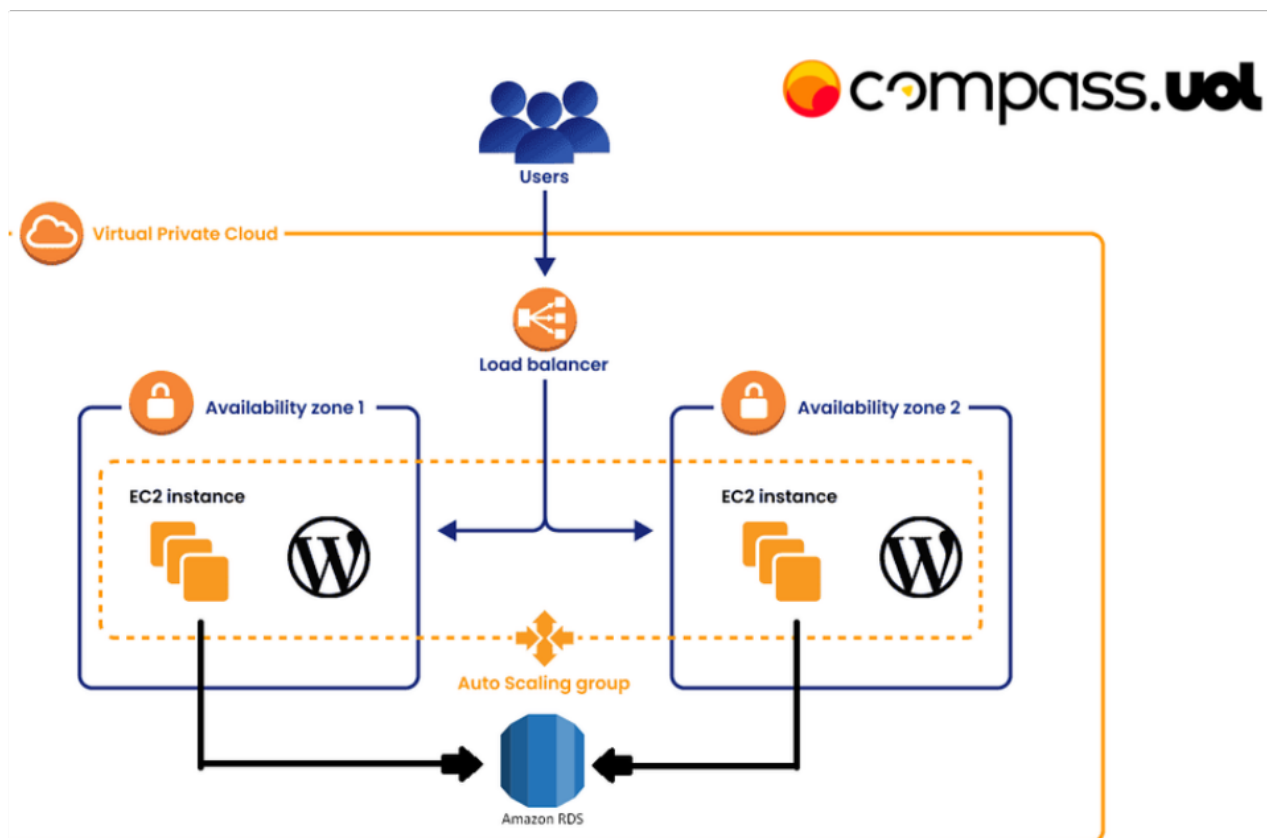 compass.uol
Users
Virtual Private Cloud
Load balancer
Availability zone 1
Availability zone 2
EC2 instance
EC2 instance
Auto Scaling group
Amazon RDS